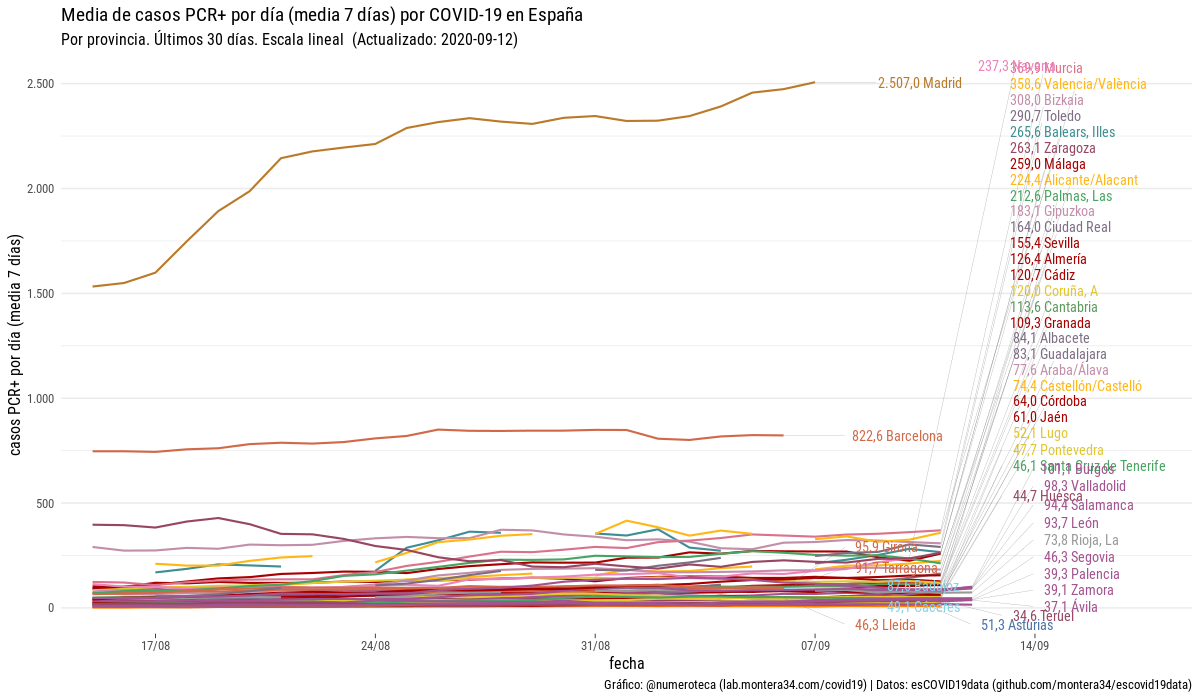 Media de casos PCR+ por día (media 7 días) por COVID-19 en España
Por provincia. Últimos 30 días. Escala lineal (Actualizado: 2020-09-12)
casos PCR+ por día (media 7 días)
2.500
2.000
1.500
1.000
500
0
2.507,0 Madrid
822,6 Barcelona
237,3 Navarra
369,9 Murcia
358,6 Valencia/València
308,0 Bizkaia
290,7 Toledo
265,6 Balears, Illes
263,1 Zaragoza
259,0 Málaga
224,4 Alicante/Alacant
212,6 Palmas, Las
183,1 Gipuzkoa
164,0 Ciudad Real
155,4 Sevilla
126,4 Almería
120,7 Cádiz
120,0 Coruña, A
113,6 Cantabria
109,3 Granada
84,1 Albacete
83,1 Guadalajara
77,6 Araba/Álava
74,4 Castellón/Castelló
64,0 Córdoba
61,0 Jaén
52,1 Lugo
47,7 Pontevedra
46,1 Santa Cruz de Tenerife
101,1 Burgos
98,3 Valladolid
44,7 Huesca
94,4 Salamanca
93,7 León
73,8 Rioja, La
46,3 Segovia
39,3 Palencia
39,1 Zamora
37,1 Ávila
34,6 Teruel
51,3 Asturias
95,9 Girona
91,7 Tarragona
Badajoz
49,1 Cáceres
46,3 Lleida
17/08
24/08
31/08
07/09
14/09
fecha
Gráfico: @numeroteca (lab.montera34.com/covid19) | Datos: esCOVID19data (github.com/montera34/escovid19data)